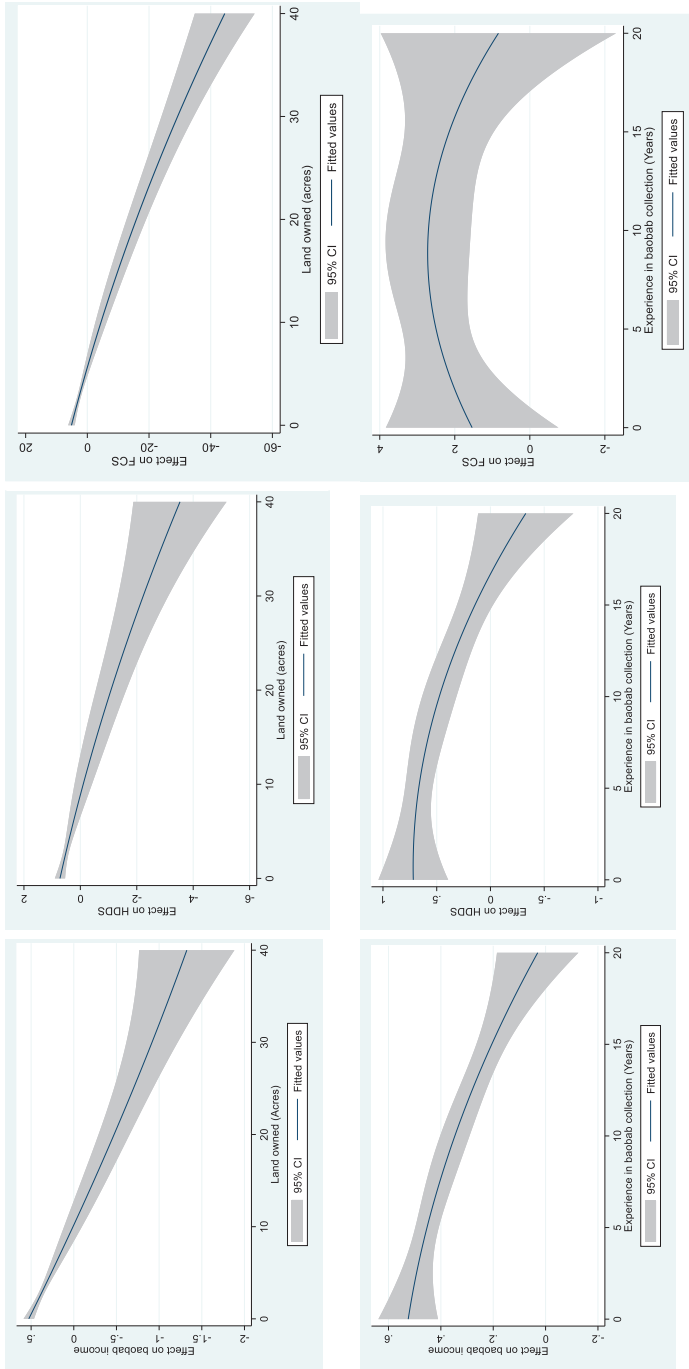 Effect on baobab income
.5
0
-.5
-1
-1.5
-2
0 10 20 30 40
Land owned (Acres)
95% CI Fitted values
Effect on HDDS
2
0
-2
-4
-6
0 10 20 30 40
Land owned (acres)
95% CI Fitted values
Effect on FCS
20
0
-20
-40
-60
0 10 20 30 40
Land owned (acres)
95% CI Fitted values
Effect on baobab income
.6
.4
.2
0
-.2
0 5 10 15 20
Experience in baobab collection (Years)
95% CI Fitted values
Effect on HDDS
1
.5
0
-.5
-1
0 5 10 15 20
Experience in baobab collection (Years)
95% CI Fitted values
Effect on FCS
4
2
0
-2
0 5 10 15 20
Experience in baobab collection (Years)
95% CI Fitted values